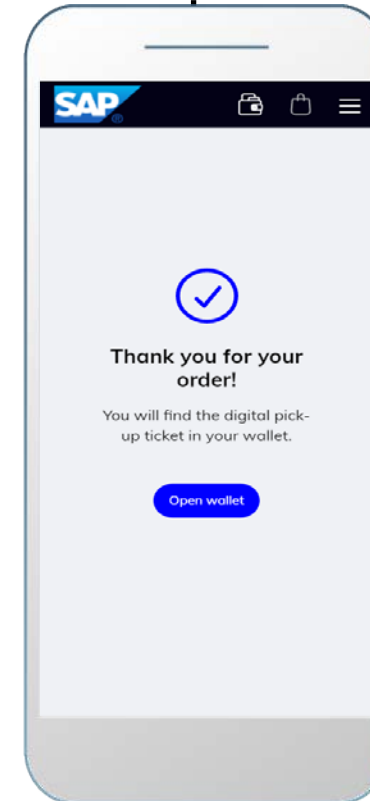 SAP
®
Thank you for your
order!
You will find the digital pick-
up ticket in your wallet.
Open wallet